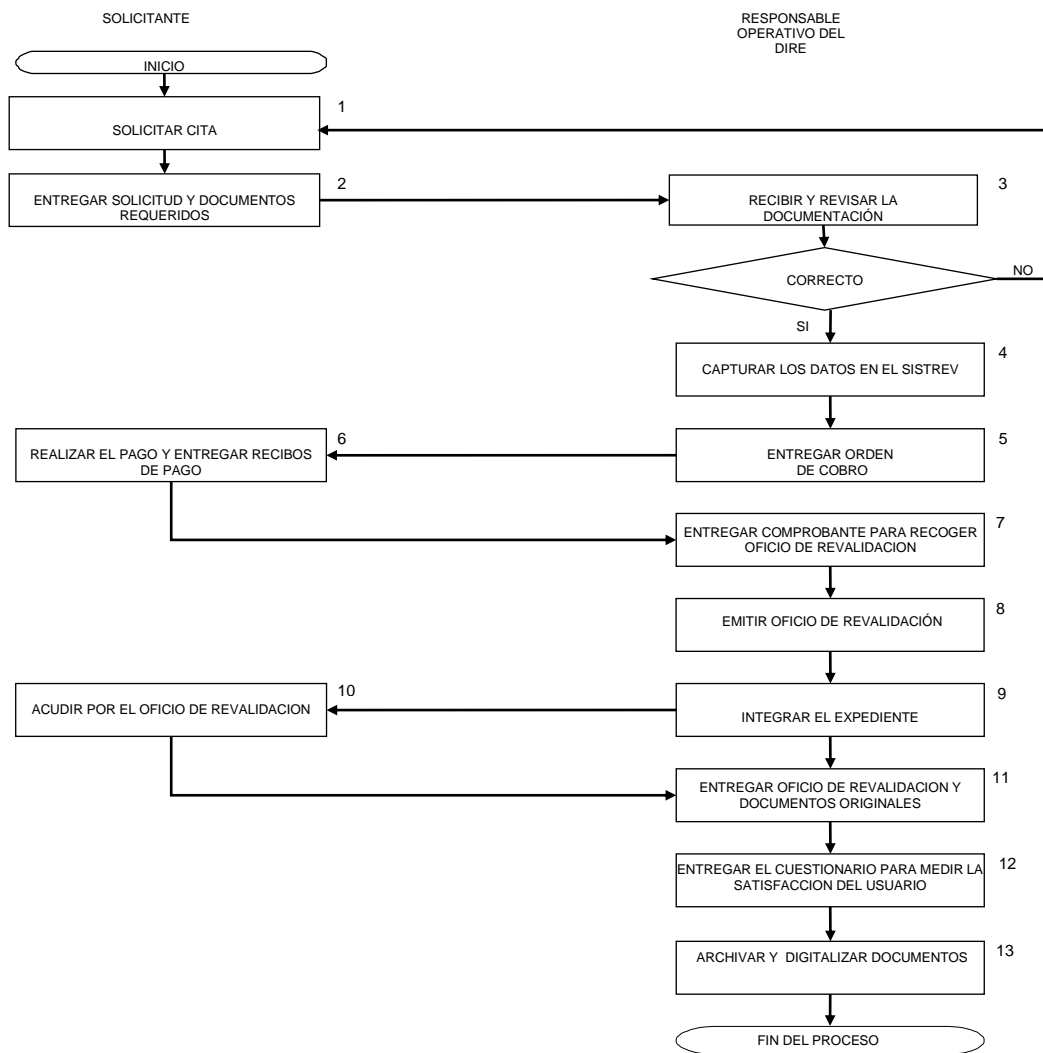 SOLICITANTE
RESPONSABLE
OPERATIVO DEL
DIRE
INICIO
1
SOLICITAR CITA
2
ENTREGAR SOLICITUD Y DOCUMENTOS
REQUERIDOS
3
RECIBIR Y REVISAR LA
DOCUMENTACIÓN
CORRECTO
NO
SI
4
CAPTURAR LOS DATOS EN EL SISTREV
5
ENTREGAR ORDEN
DE COBRO
6
REALIZAR EL PAGO Y ENTREGAR RECIBOS
DE PAGO
7
ENTREGAR COMPROBANTE PARA RECOGER
OFICIO DE REVALIDACION
8
EMITIR OFICIO DE REVALIDACIÓN
9
INTEGRAR EL EXPEDIENTE
10
ACUDIR POR EL OFICIO DE REVALIDACION
11
ENTREGAR OFICIO DE REVALIDACION Y
DOCUMENTOS ORIGINALES
12
ENTREGAR EL CUESTIONARIO PARA MEDIR LA
SATISFACCION DEL USUARIO
13
ARCHIVAR Y DIGITALIZAR DOCUMENTOS
FIN DEL PROCESO